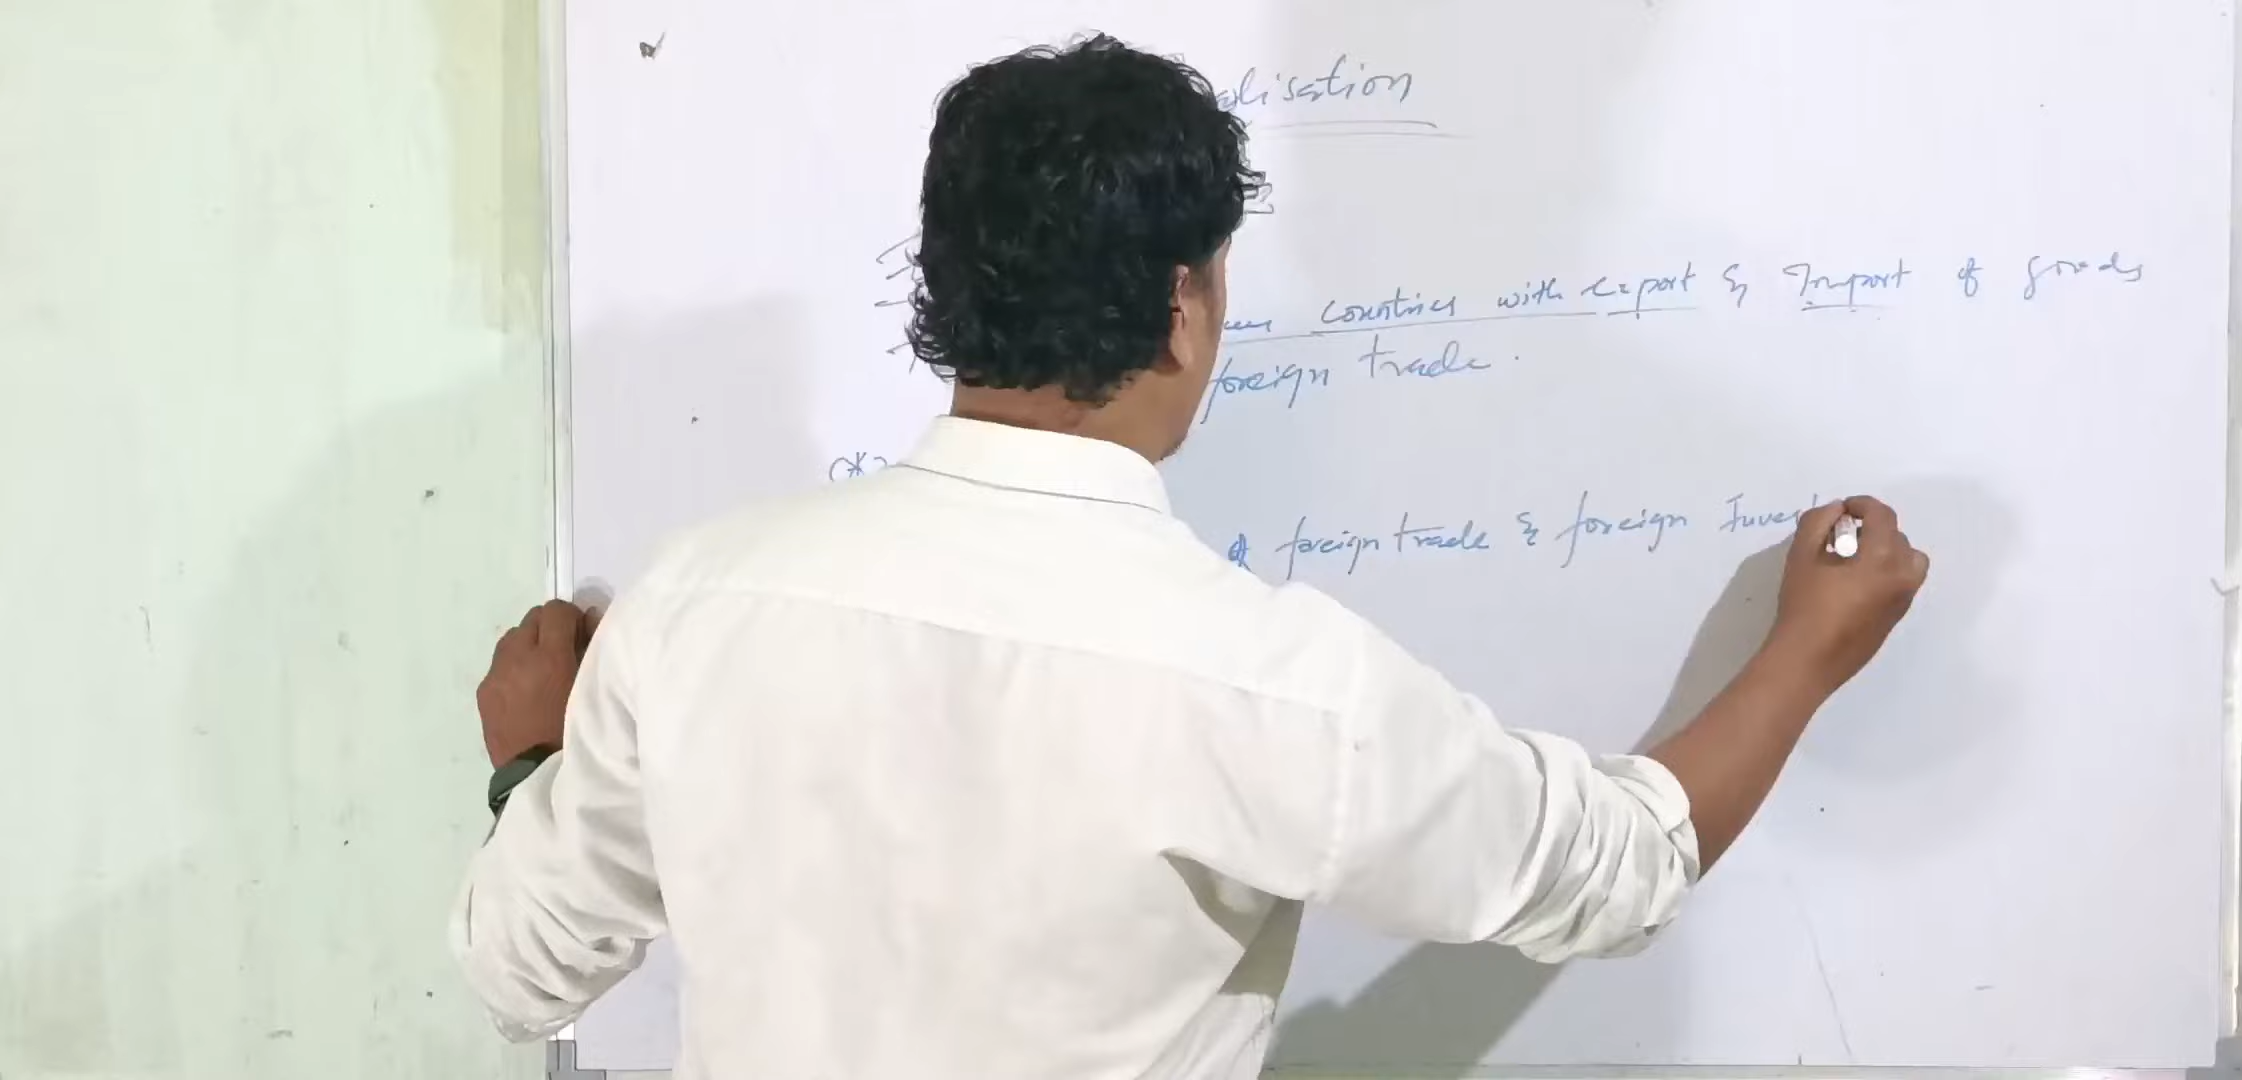 alisation
countries with export & Import of goods
foreign trade.
of foreign trade & foreign Invest